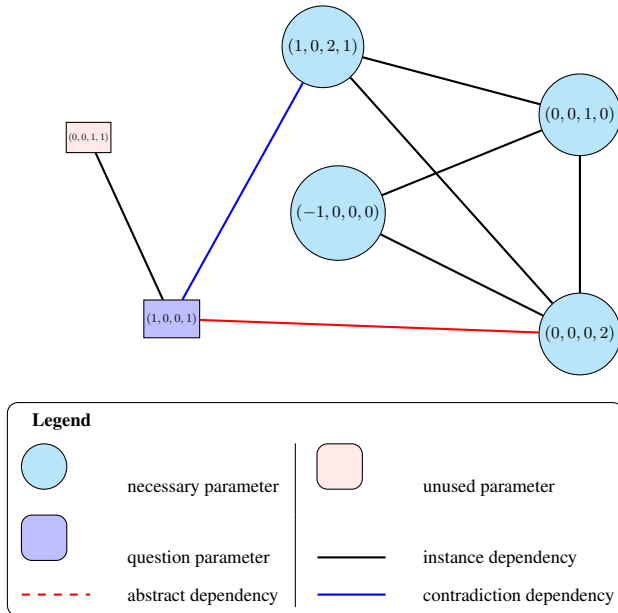 (1, 0, 2, 1)
(0, 0, 1, 0)
(0, 0, 1, 1)
(−1, 0, 0, 0)
(1, 0, 0, 1)
(0, 0, 0, 2)
Legend
necessary parameter
unused parameter
question parameter
instance dependency
abstract dependency
contradiction dependency